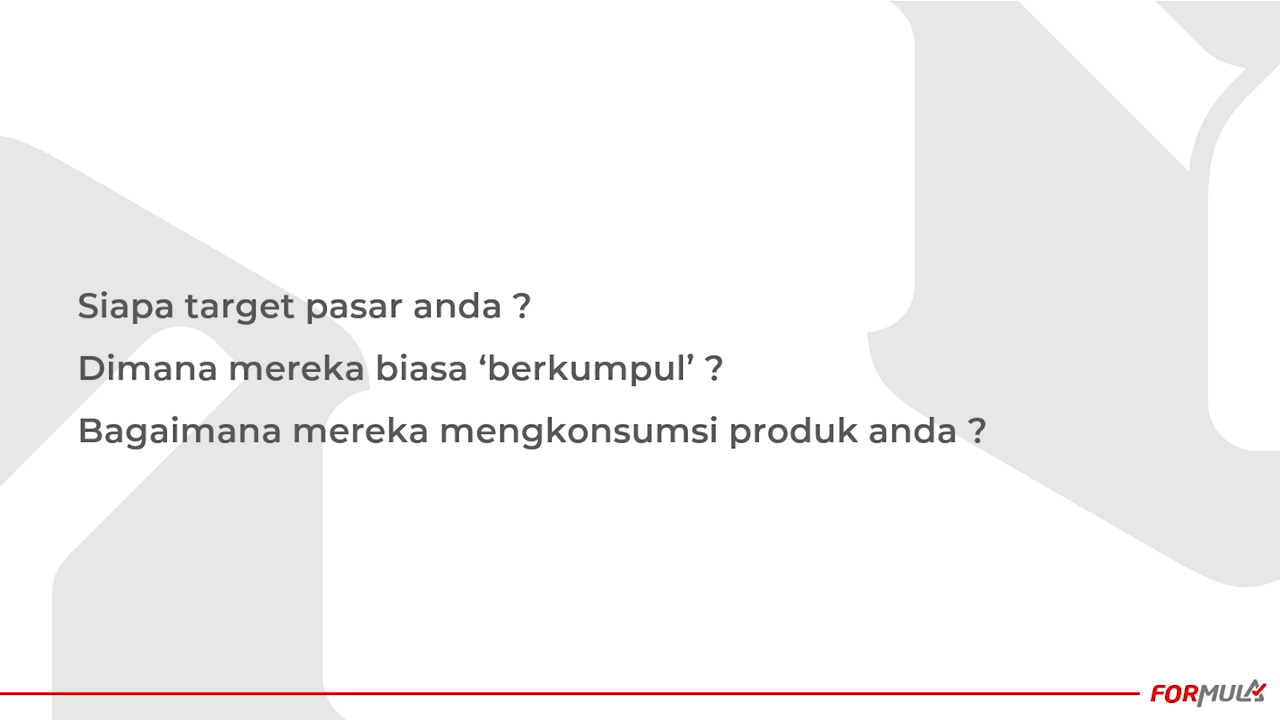 Siapa target pasar anda ?
Dimana mereka biasa ‘berkumpul’ ?
Bagaimana mereka mengkonsumsi produk anda ?
FORMULA